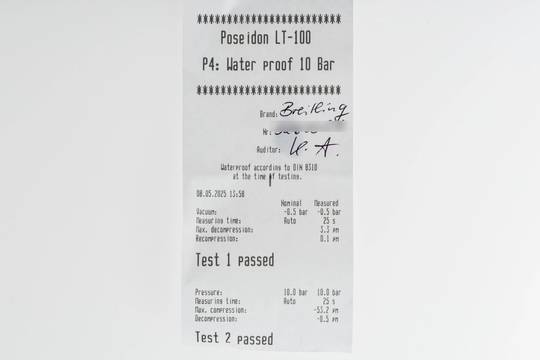 ********************************
Poseidon LT-100
P4: Water proof 10 Bar
********************************
Brand: Breitling
Nr:
Auditor: U. A.
Waterproof according to DIN 8310
at the time of testing.
08.05.2025 13:58
Nominal Measured
Vacuum: -0.5 bar -0.5 bar
Measuring time: Auto 25 s
Max. decompression: 3.3 µm
Recompression: 0.1 µm
Test 1 passed
Pressure: 10.0 bar 10.0 bar
Measuring time: Auto 25 s
Max. compression: -53.2 µm
Decompression: -0.5 µm
Test 2 passed